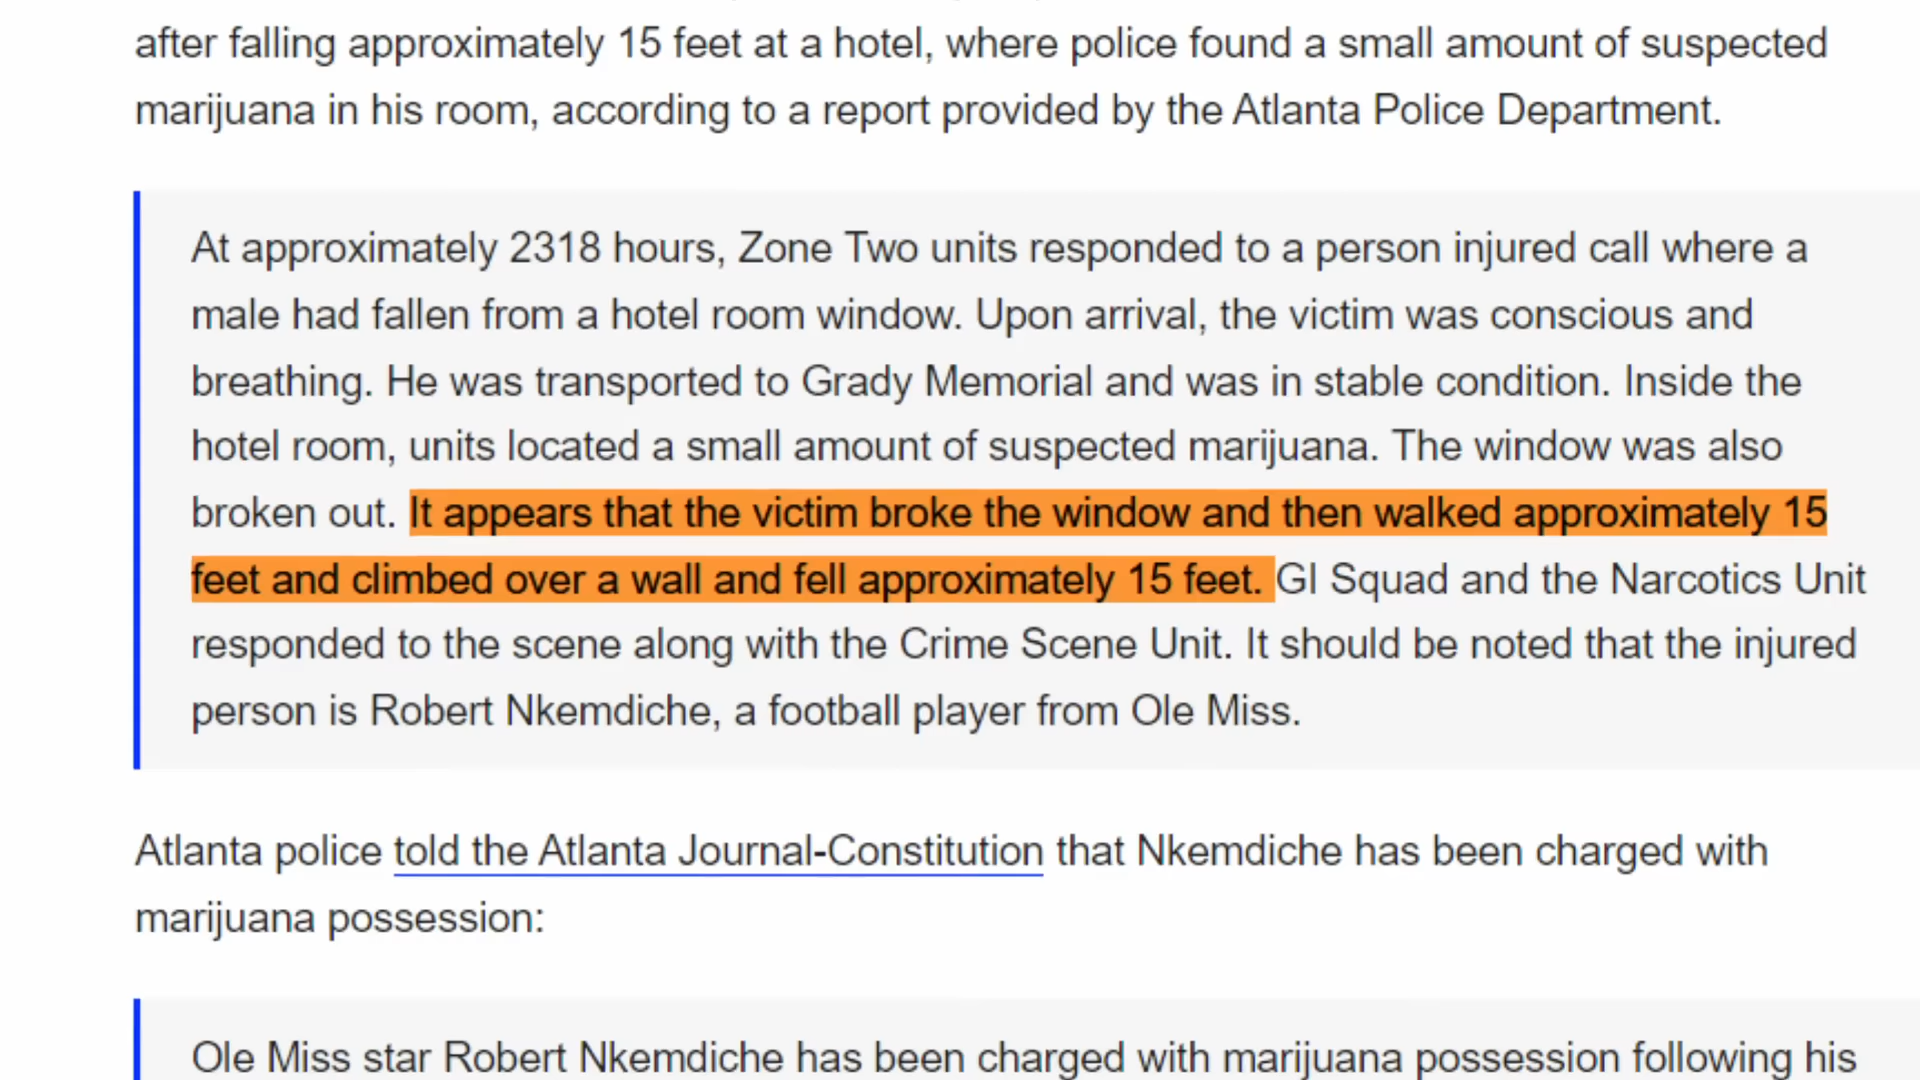 after falling approximately 15 feet at a hotel, where police found a small amount of suspected
marijuana in his room, according to a report provided by the Atlanta Police Department.
At approximately 2318 hours, Zone Two units responded to a person injured call where a
male had fallen from a hotel room window. Upon arrival, the victim was conscious and
breathing. He was transported to Grady Memorial and was in stable condition. Inside the
hotel room, units located a small amount of suspected marijuana. The window was also
broken out. It appears that the victim broke the window and then walked approximately 15
feet and climbed over a wall and fell approximately 15 feet. GI Squad and the Narcotics Unit
responded to the scene along with the Crime Scene Unit. It should be noted that the injured
person is Robert Nkemdiche, a football player from Ole Miss.
Atlanta police told the Atlanta Journal-Constitution that Nkemdiche has been charged with
marijuana possession:
Ole Miss star Robert Nkemdiche has been charged with marijuana possession following his